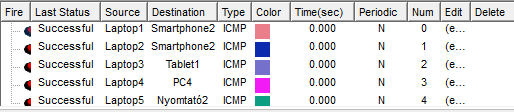 Fire Last Status Source Destination Type Color Time(sec) Periodic Num Edit Delete
Successful Laptop1 Smartphone2 ICMP 0.000 N 0 (e...
Successful Laptop2 Smartphone2 ICMP 0.000 N 1 (e...
Successful Laptop3 Tablet1 ICMP 0.000 N 2 (e...
Successful Laptop4 PC4 ICMP 0.000 N 3 (e...
Successful Laptop5 Nyomtató2 ICMP 0.000 N 4 (e...